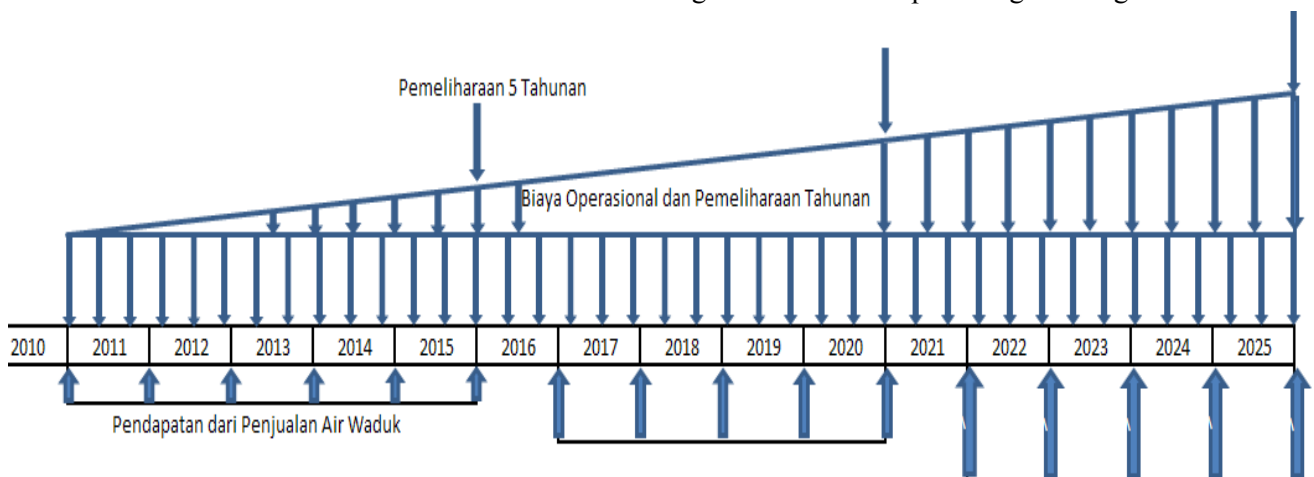 Pemeliharaan 5 Tahunan
Biaya Operasional dan Pemeliharaan Tahunan
2010 2011 2012 2013 2014 2015 2016 2017 2018 2019 2020 2021 2022 2023 2024 2025
Pendapatan dari Penjualan Air Waduk